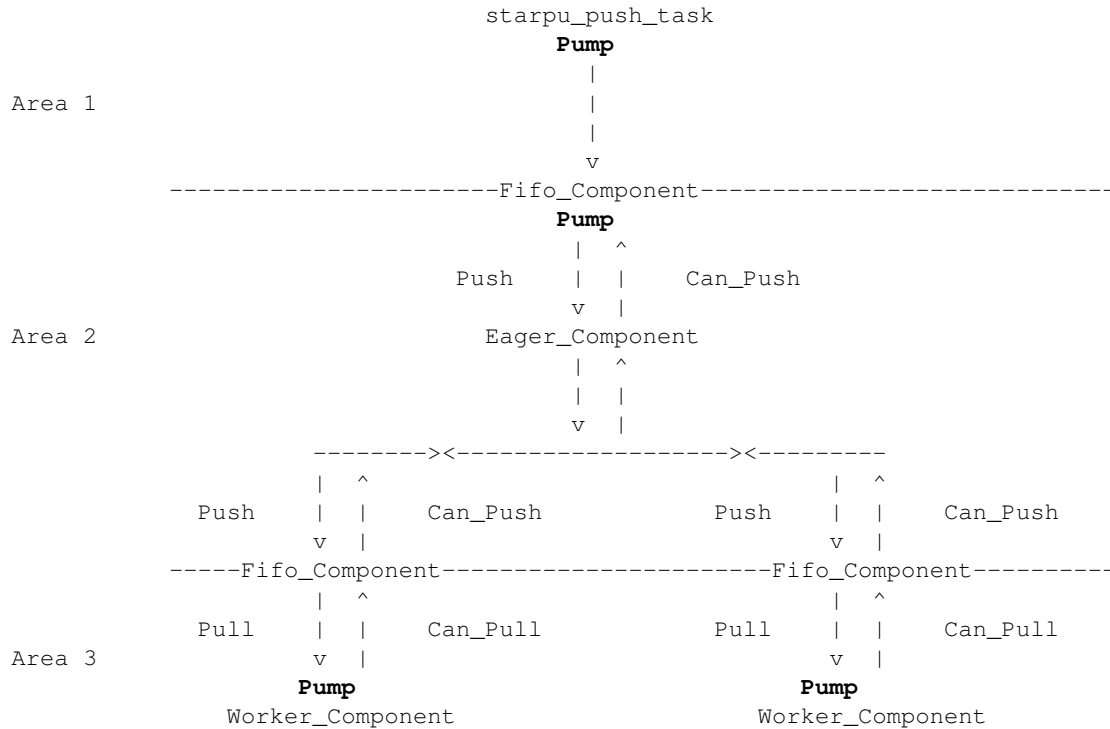 starpu_push_task
Pump
|
Area 1 |
|
v
-----------------------Fifo_Component-----------------------------
Pump
| ^
Push | | Can_Push
v |
Area 2 Eager_Component
| ^
| |
v |
--------><-------------------><---------
| ^ | ^
Push | | Can_Push Push | | Can_Push
v | v |
-----Fifo_Component-----------------------Fifo_Component----------
| ^ | ^
Pull | | Can_Pull Pull | | Can_Pull
Area 3 v | v |
Pump Pump
Worker_Component Worker_Component